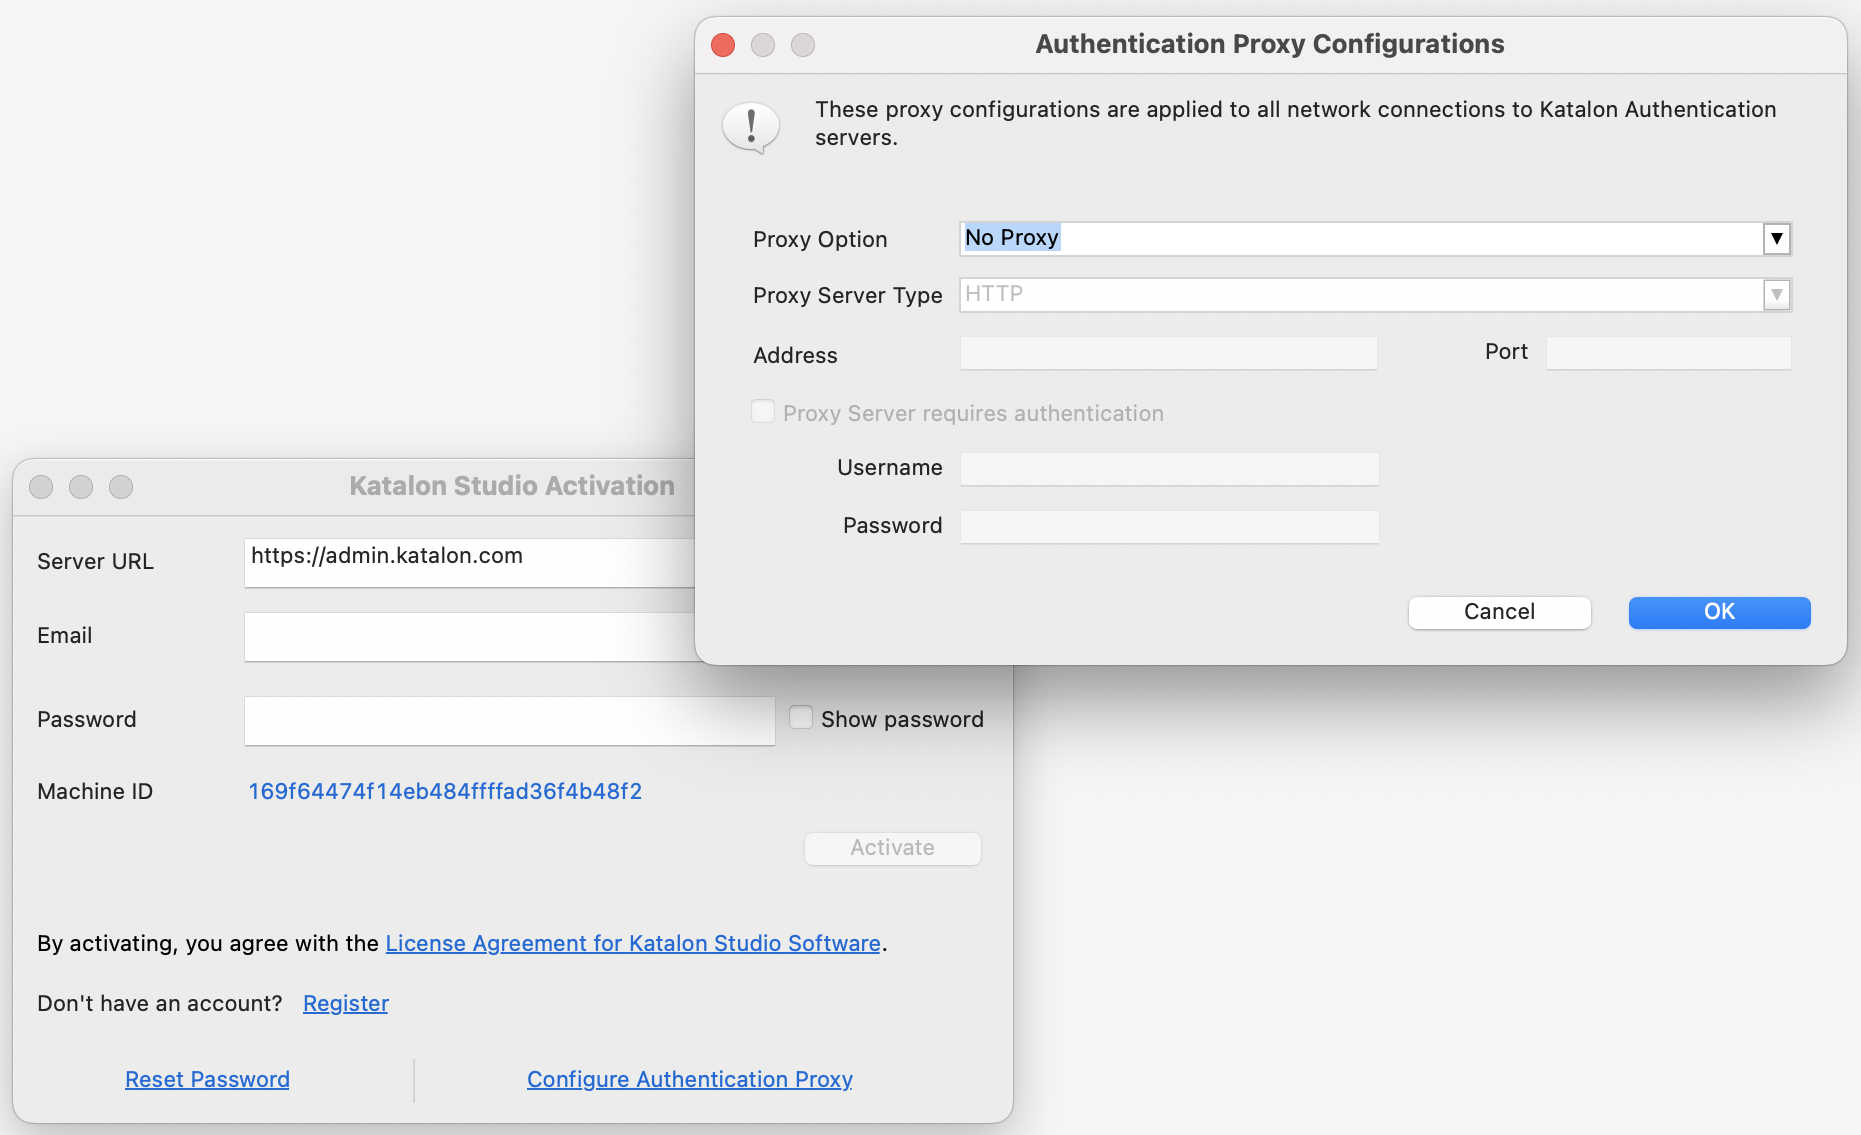 Authentication Proxy Configurations
These proxy configurations are applied to all network connections to Katalon Authentication
servers.
Proxy Option No Proxy
Proxy Server Type HTTP
Address Port
Proxy Server requires authentication
Username
Password
Cancel OK
Katalon Studio Activation
Server URL https://admin.katalon.com
Email
Password Show password
Machine ID 169f64474f14eb484ffffad36f4b48f2
Activate
By activating, you agree with the License Agreement for Katalon Studio Software.
Don't have an account? Register
Reset Password Configure Authentication Proxy